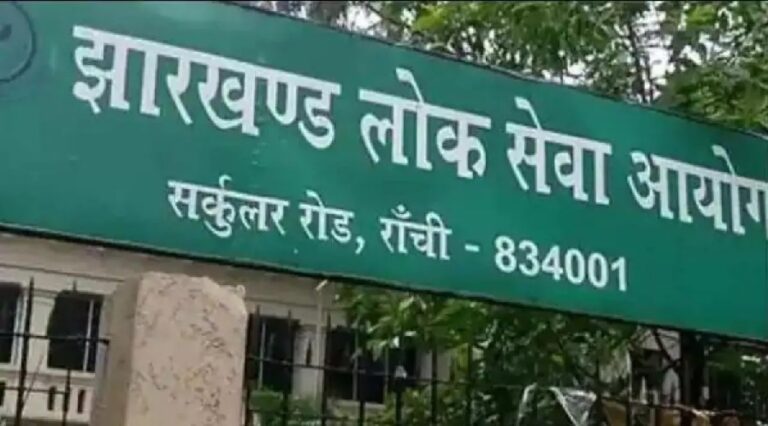 झारखण्ड लोक सेवा आयोग
सर्कुलर रोड, राँची - 834001